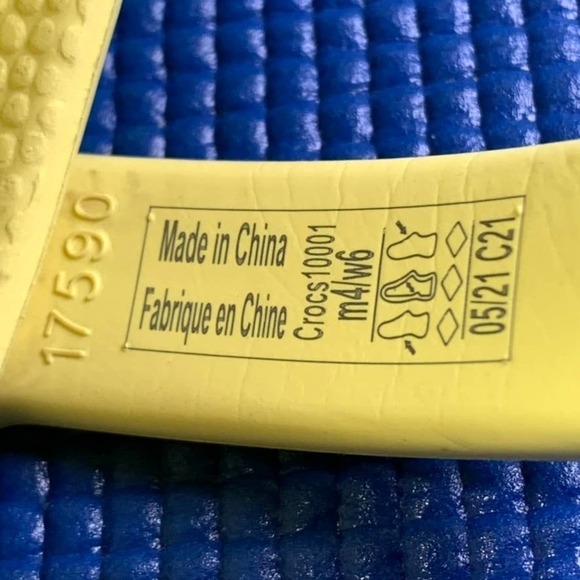 17590
Made in China
Fabrique en Chine
Crocs10001
m4/w6
05/21 C21